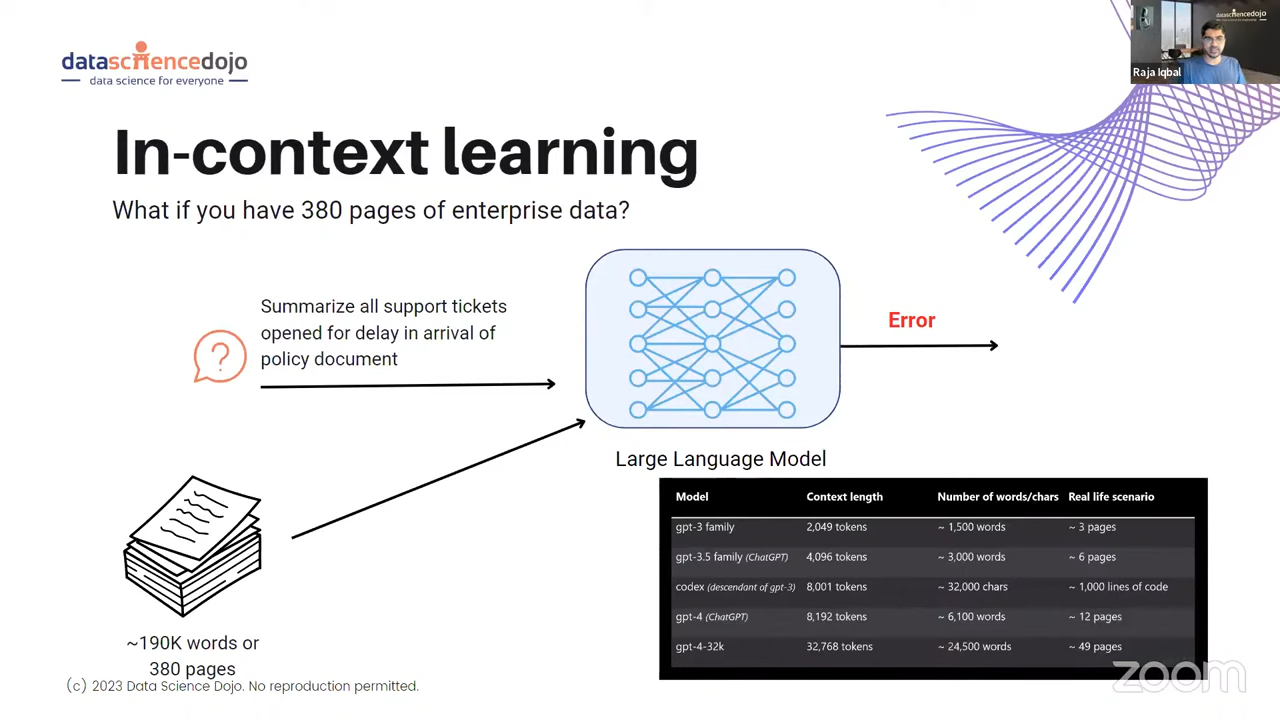 datasciencedojo
data science for everyone
datasciencedojo
Raja Iqbal
In-context learning
What if you have 380 pages of enterprise data?
Summarize all support tickets
opened for delay in arrival of
policy document
?
Error
Large Language Model
Model Context length Number of words/chars Real life scenario
gpt-3 family 2,049 tokens ~ 1,500 words ~ 3 pages
gpt-3.5 family (ChatGPT) 4,096 tokens ~ 3,000 words ~ 6 pages
codex (descendant of gpt-3) 8,001 tokens ~ 32,000 chars ~ 1,000 lines of code
gpt-4 (ChatGPT) 8,192 tokens ~ 6,100 words ~ 12 pages
gpt-4-32k 32,768 tokens ~ 24,500 words ~ 49 pages
~190K words or
380 pages
(c) 2023 Data Science Dojo. No reproduction permitted.
zoom